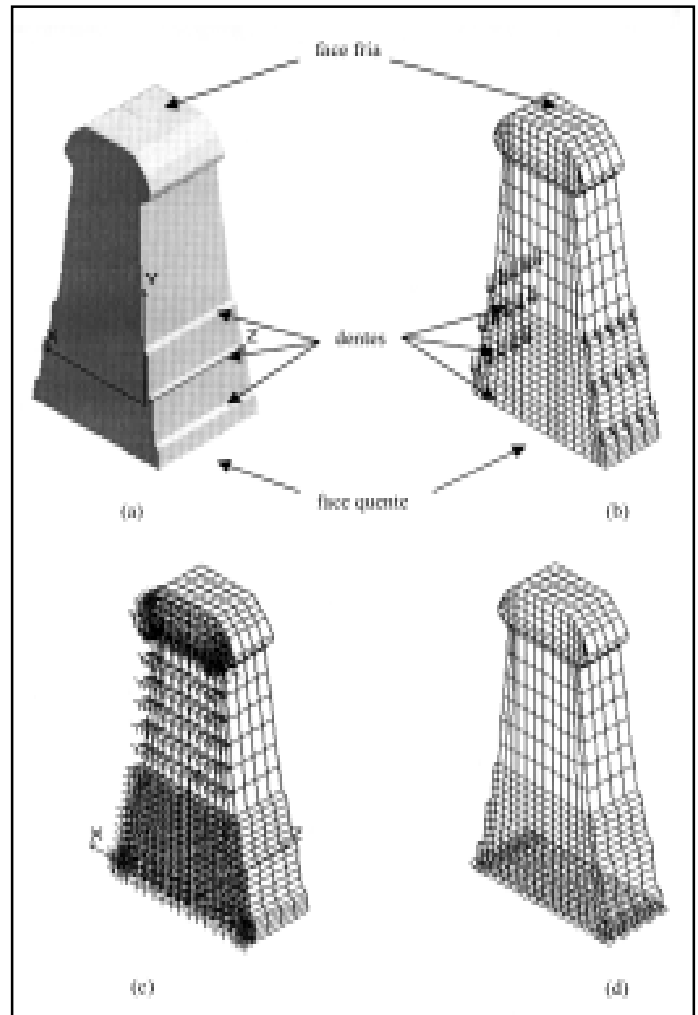 face fria
Y
Z
dentes
face quente
(a)
(b)
X
Z
(c)
(d)